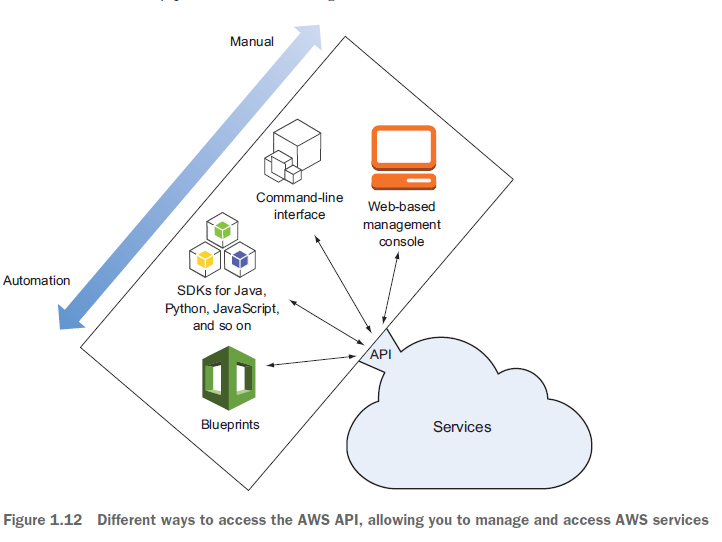 Manual
Command-line
interface
Web-based
management
console
Automation
SDKs for Java,
Python, JavaScript,
and so on
API
Blueprints
Services
Figure 1.12 Different ways to access the AWS API, allowing you to manage and access AWS services